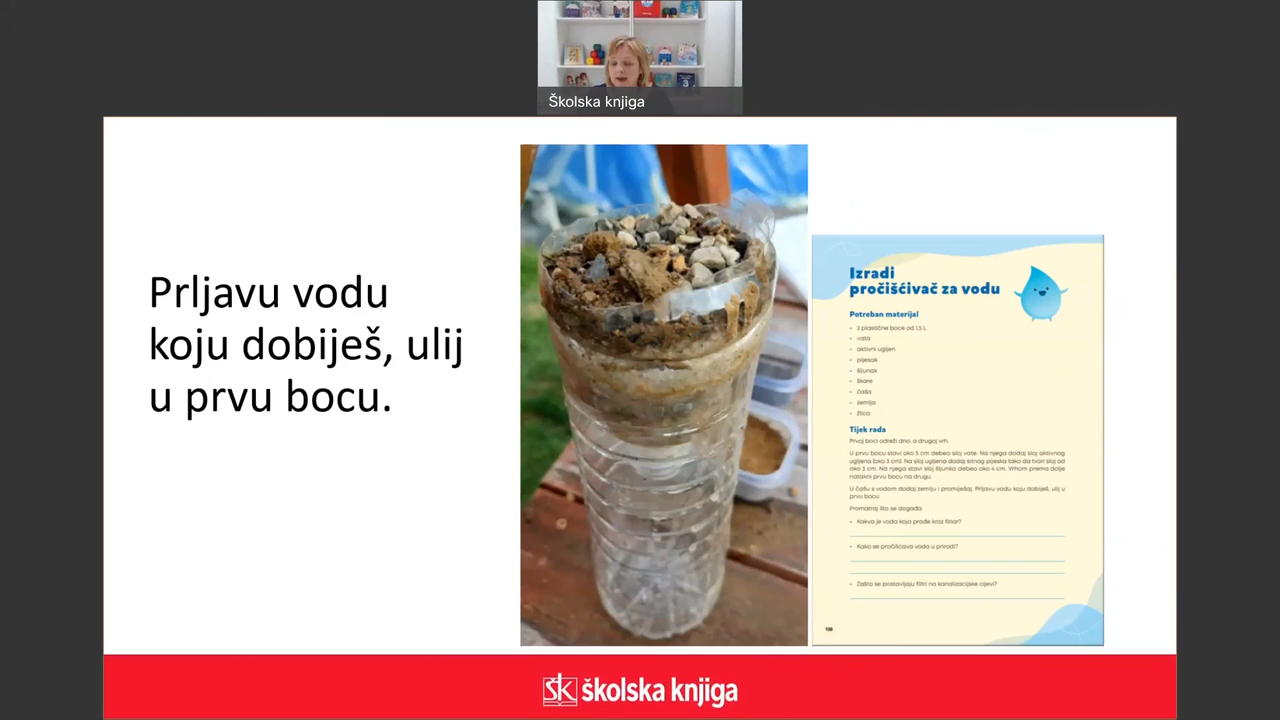 Školska knjiga
Prljavu vodu
koju dobiješ, ulij
u prvu bocu.
Izradi
pročišćivač za vodu
Potreban materijal
• 2 plastične boce od 1,5 L
• vata
• aktivni ugljen
• pijesak
• šljunak
• škare
• čaša
• zemlja
• žlica
Tijek rada
Prvoj boci odreži dno, a drugoj vrh.
U prvu bocu stavi oko 5 cm debeo sloj vate. Na njega dodaj sloj aktivnog
ugljena (oko 3 cm). Na sloj ugljena dodaj sitnog pijeska tako da tvori sloj od
oko 3 cm. Na njega stavi sloj šljunka debeo oko 4 cm. Vrhom prema dolje
natakni prvu bocu na drugu.
U čašu s vodom dodaj zemlju i promiješaj. Prljavu vodu koju dobiješ, ulij u
prvu bocu.
Promatraj što se događa.
• Kakva je voda koja prođe kroz filtar?
• Kako se pročišćava voda u prirodi?
• Zašto se postavljaju filtri na kanalizacijske cijevi?
ŠK školska knjiga